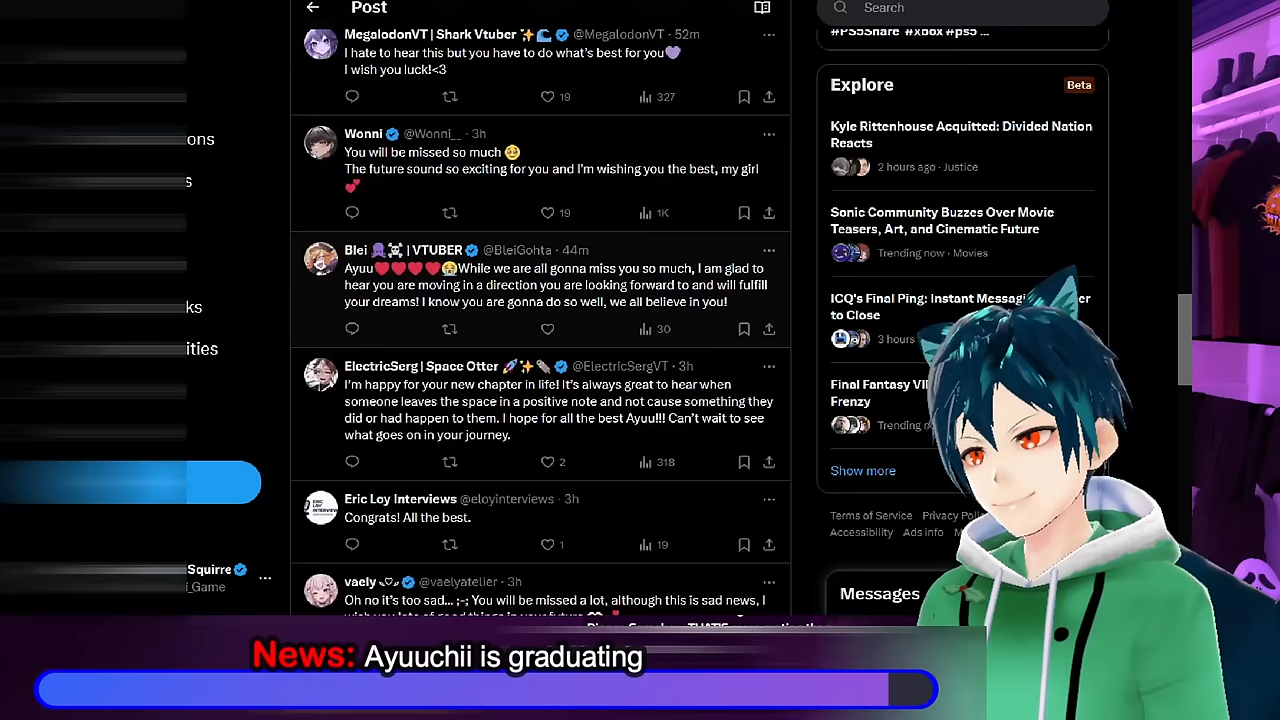 Post
MegalodonVT | Shark Vtuber ✨🌊 @MegalodonVT · 52m
I hate to hear this but you have to do what's best for you💜
I wish you luck!<3
19
327
Wonni @Wonni__ · 3h
You will be missed so much 🥹
The future sound so exciting for you and I'm wishing you the best, my girl
💕
19
1K
Blei 🐙☠️ | VTUBER @BleiGohta · 44m
Ayuu❤️❤️❤️❤️😭While we are all gonna miss you so much, I am glad to
hear you are moving in a direction you are looking forward to and will fulfill
your dreams! I know you are gonna do so well, we all believe in you!
30
ElectricSerg | Space Otter 🚀✨🦦 @ElectricSergVT · 3h
I'm happy for your new chapter in life! It's always great to hear when
someone leaves the space in a positive note and not cause something they
did or had happen to them. I hope for all the best Ayuu!!! Can't wait to see
what goes on in your journey.
2
318
Eric Loy Interviews @eloyinterviews · 3h
Congrats! All the best.
1
19
vaely @vaelyatelier · 3h
Oh no it's too sad... ;-; You will be missed a lot, although this is sad news, I
ons
s
ks
ities
Squirre
i_Game
Search
#PS5Share #xbox #ps5 ...
Explore
Beta
Kyle Rittenhouse Acquitted: Divided Nation
Reacts
2 hours ago · Justice
Sonic Community Buzzes Over Movie
Teasers, Art, and Cinematic Future
Trending now · Movies
ICQ's Final Ping: Instant Messagi
er
to Close
3 hours
Final Fantasy VII
Frenzy
Trending n
Show more
Terms of Service Privacy Poli
Accessibility Ads info M
Messages
News: Ayuuchii is graduating